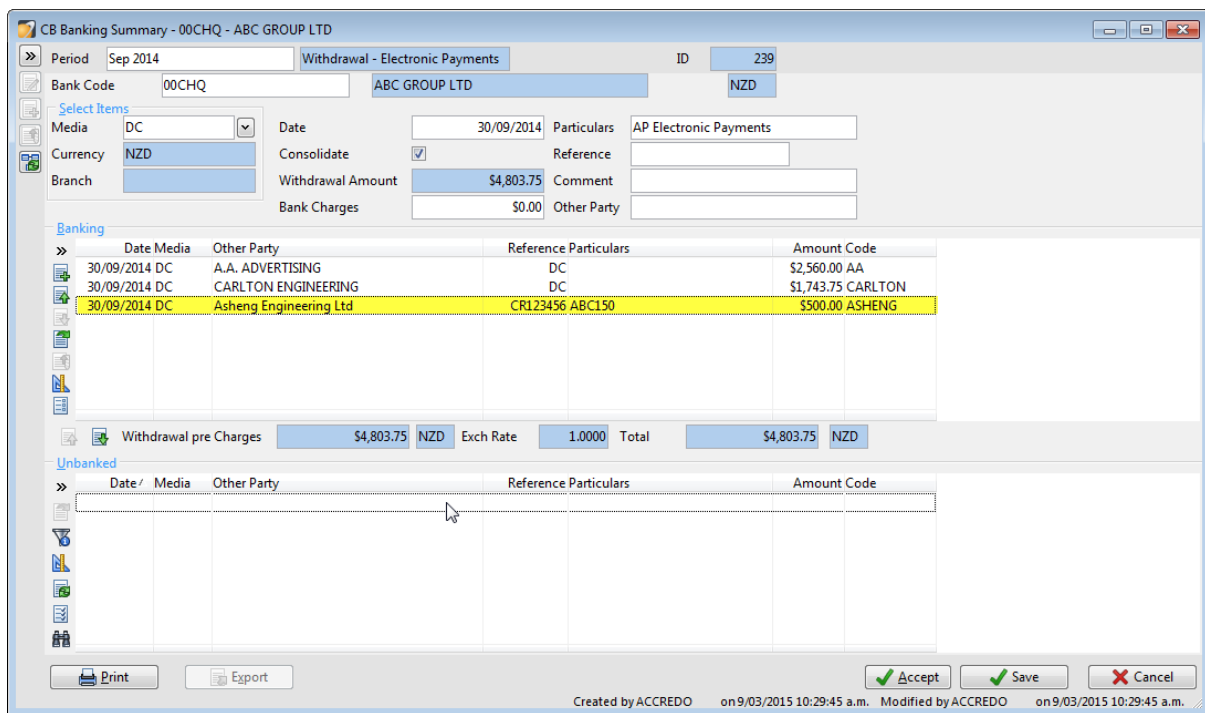 CB Banking Summary - 00CHQ - ABC GROUP LTD
Period Sep 2014 Withdrawal - Electronic Payments ID 239
Bank Code 00CHQ ABC GROUP LTD NZD
Select Items
Media DC Date 30/09/2014 Particulars AP Electronic Payments
Currency NZD Consolidate Reference
Branch Withdrawal Amount $4,803.75 Comment
Bank Charges $0.00 Other Party
Banking
Date Media Other Party Reference Particulars Amount Code
30/09/2014 DC A.A. ADVERTISING DC $2,560.00 AA
30/09/2014 DC CARLTON ENGINEERING DC $1,743.75 CARLTON
30/09/2014 DC Asheng Engineering Ltd CR123456 ABC150 $500.00 ASHENG
Withdrawal pre Charges $4,803.75 NZD Exch Rate 1.0000 Total $4,803.75 NZD
Unbanked
Date Media Other Party Reference Particulars Amount Code
Print Export Accept Save Cancel
Created by ACCREDO on 9/03/2015 10:29:45 a.m. Modified by ACCREDO on 9/03/2015 10:29:45 a.m.